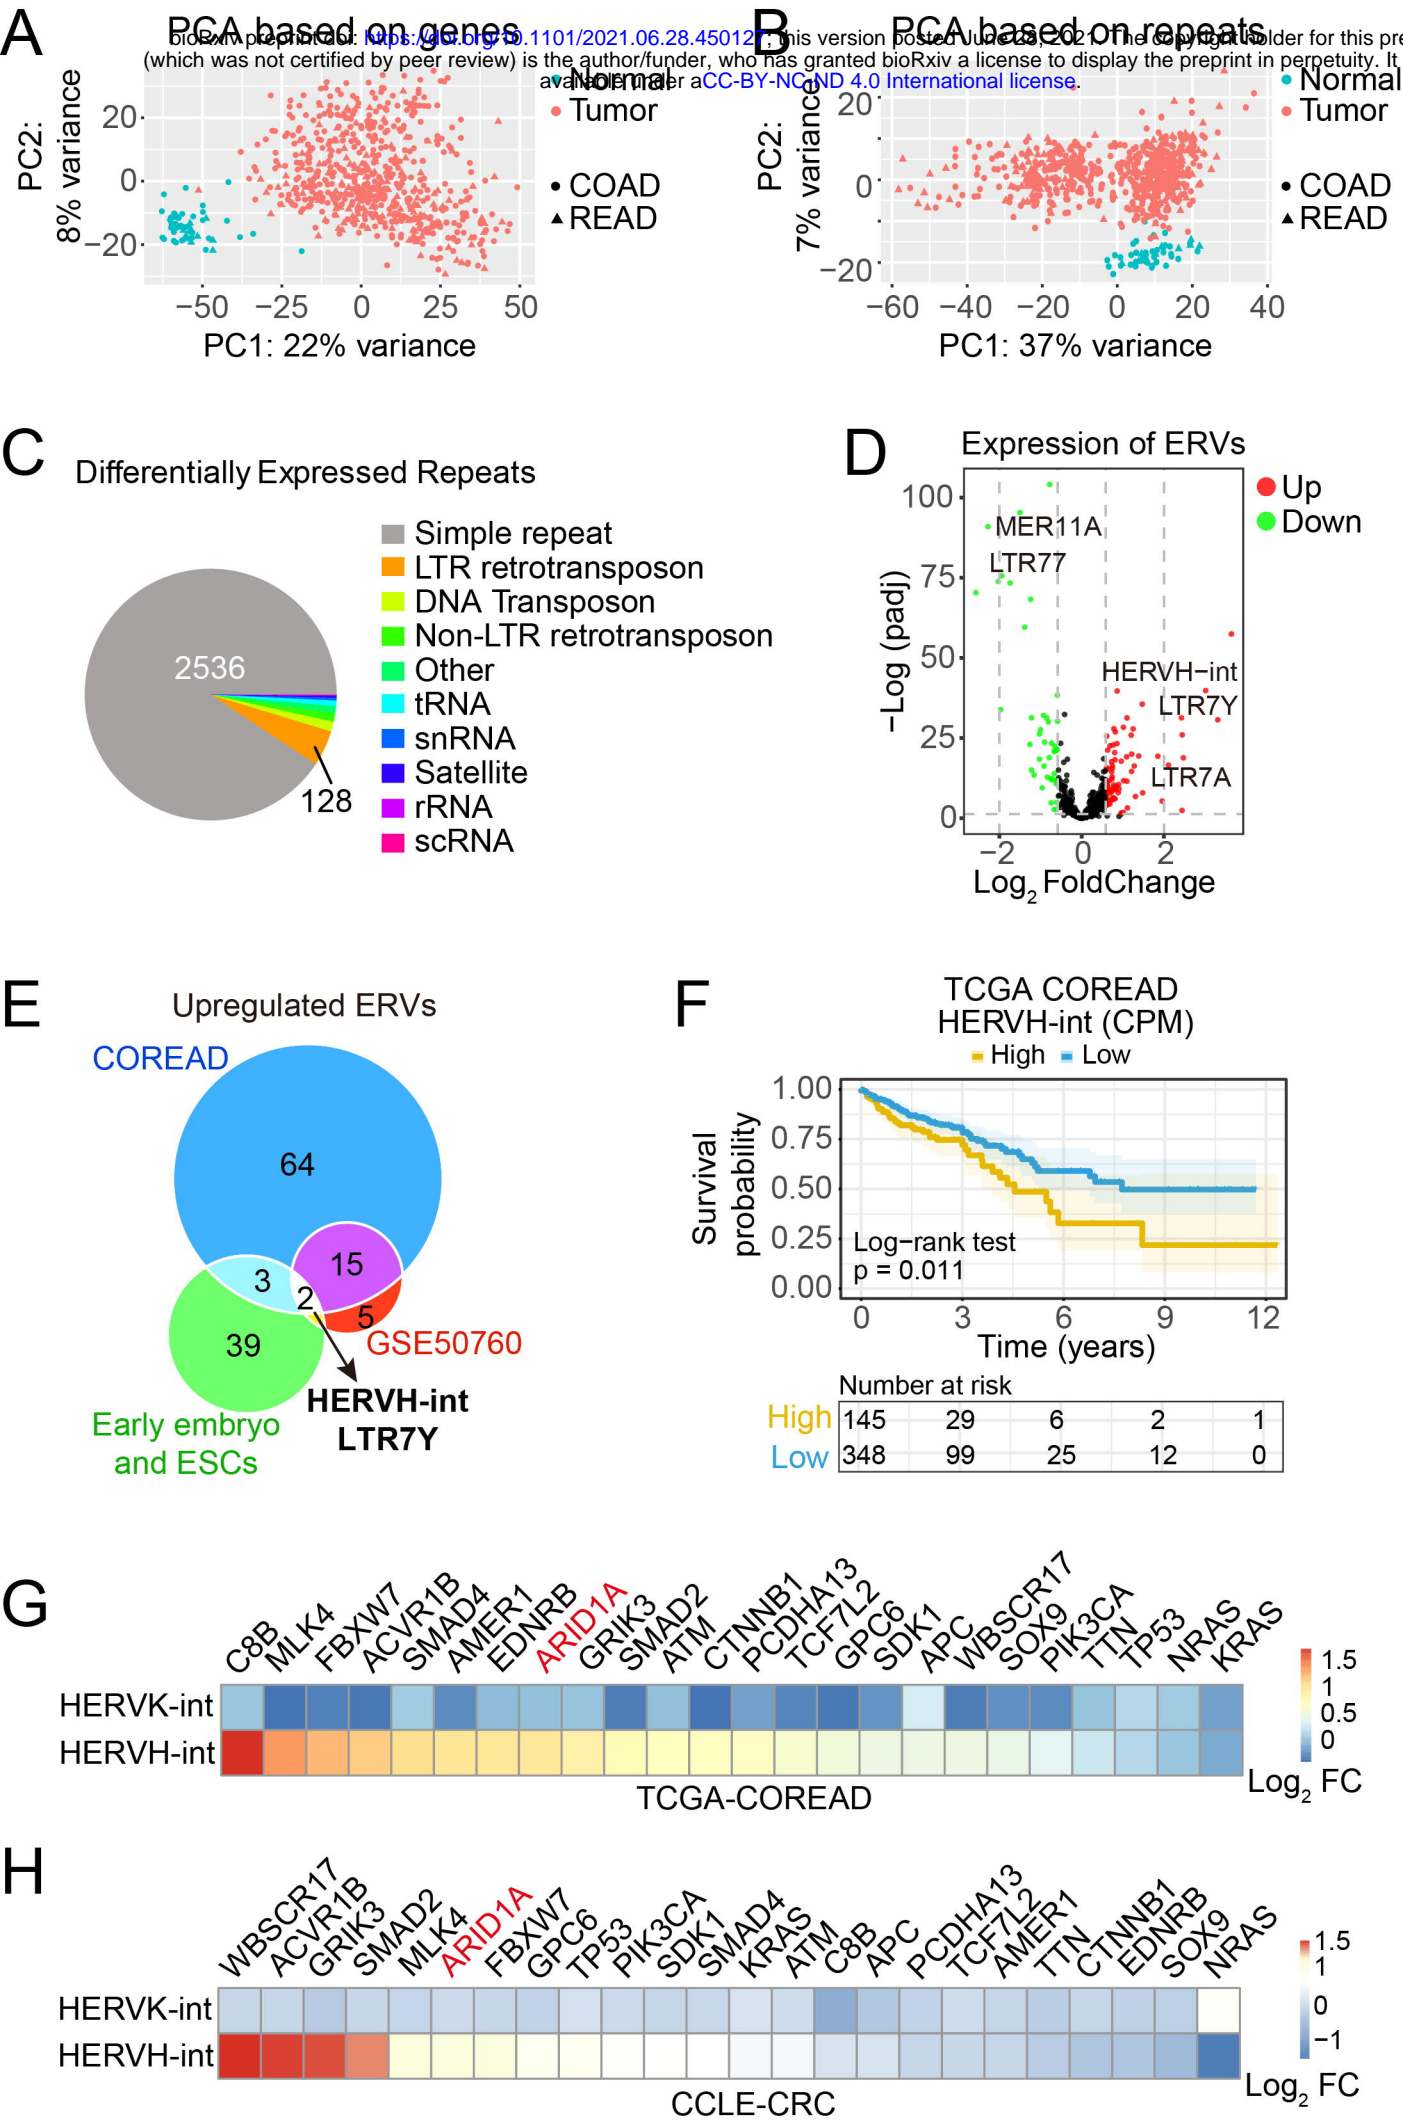 A
PCA based on genes
B
PCA based on repeats
bioRxiv preprint doi: https://doi.org/10.1101/2021.06.28.450127; this version posted June 28, 2021. The copyright holder for this pre
(which was not certified by peer review) is the author/funder, who has granted bioRxiv a license to display the preprint in perpetuity. It
available under aCC-BY-NC-ND 4.0 International license.
PC2:
8% variance
20
0
−20
−50 −25 0 25 50
PC1: 22% variance
Normal
Tumor
COAD
READ
PC2:
7% variance
20
0
−20
−60 −40 −20 0 20 40
PC1: 37% variance
Normal
Tumor
COAD
READ
C
Differentially Expressed Repeats
2536
128
Simple repeat
LTR retrotransposon
DNA Transposon
Non-LTR retrotransposon
Other
tRNA
snRNA
Satellite
rRNA
scRNA
D
Expression of ERVs
Up
Down
−Log (padj)
100
75
50
25
0
MER11A
LTR77
HERVH−int
LTR7Y
LTR7A
−2 0 2
Log2 FoldChange
E
Upregulated ERVs
COREAD
64
15
3
2
5
39
GSE50760
HERVH-int
LTR7Y
Early embryo
and ESCs
F
TCGA COREAD
HERVH-int (CPM)
High Low
Survival
probability
1.00
0.75
0.50
0.25
0.00
Log−rank test
p = 0.011
0 3 6 9 12
Time (years)
Number at risk
High 145 29 6 2 1
Low 348 99 25 12 0
G
C8B MLK4 FBXW7 ACVR1B SMAD4 AMER1 EDNRB ARID1A GRIK3 SMAD2 ATM CTNNB1 PCDHA13 TCF7L2 GPC6 SDK1 APC WBSCR17 SOX9 PIK3CA TTN TP53 NRAS KRAS
HERVK-int
HERVH-int
TCGA-COREAD
1.5
1
0.5
0
Log2 FC
H
WBSCR17 ACVR1B GRIK3 SMAD2 MLK4 ARID1A FBXW7 GPC6 TP53 PIK3CA SDK1 SMAD4 KRAS ATM C8B APC PCDHA13 TCF7L2 AMER1 TTN CTNNB1 EDNRB SOX9 NRAS
HERVK-int
HERVH-int
CCLE-CRC
1.5
1
0
−1
Log2 FC